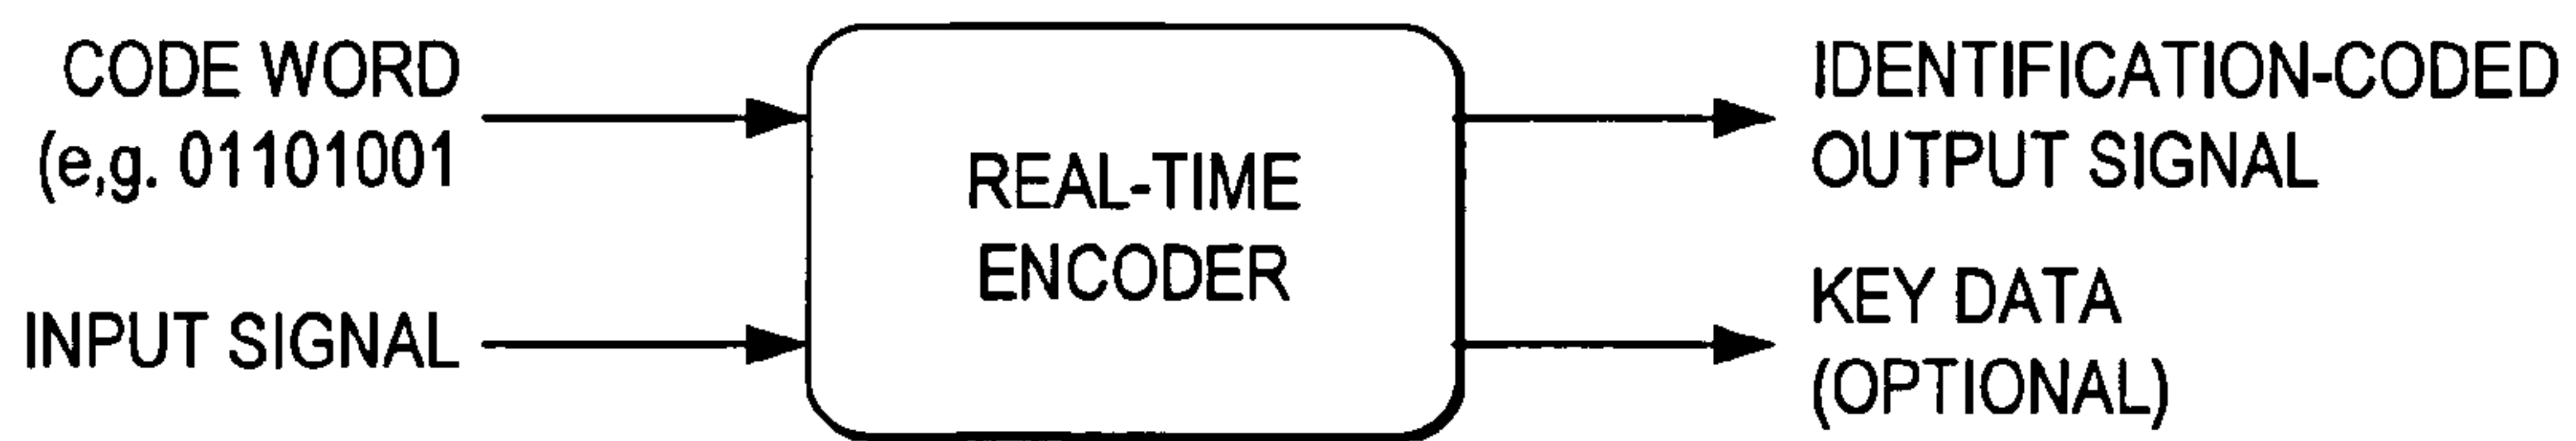 CODE WORD
(e,g. 01101001
INPUT SIGNAL
REAL-TIME
ENCODER
IDENTIFICATION-CODED
OUTPUT SIGNAL
KEY DATA
(OPTIONAL)